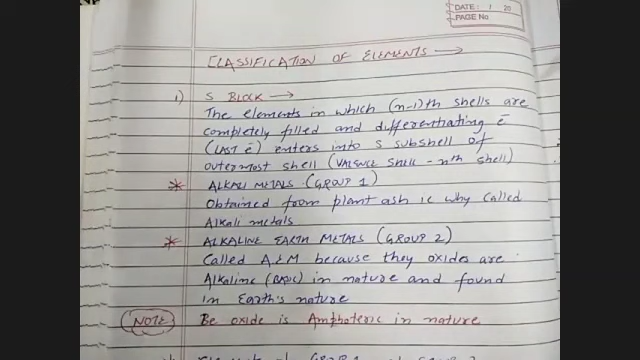 DATE: / 20
PAGE No
CLASSIFICATION OF ELEMENTS →
1) S BLOCK →
The elements in which (n-1)th shells are
completely filled and differentiating ē
(LAST ē) enters into S subshell of
outermost shell (VALENCE SHELL - nth shell)
* ALKALI METALS (GROUP 1)
Obtained from plant ash ie why called
Alkali metals
* ALKALINE EARTH METALS (GROUP 2)
Called AEM because they oxides are
Alkaline (BASIC) in nature and found
in Earth's nature
NOTE Be oxide is Amphoteric in nature